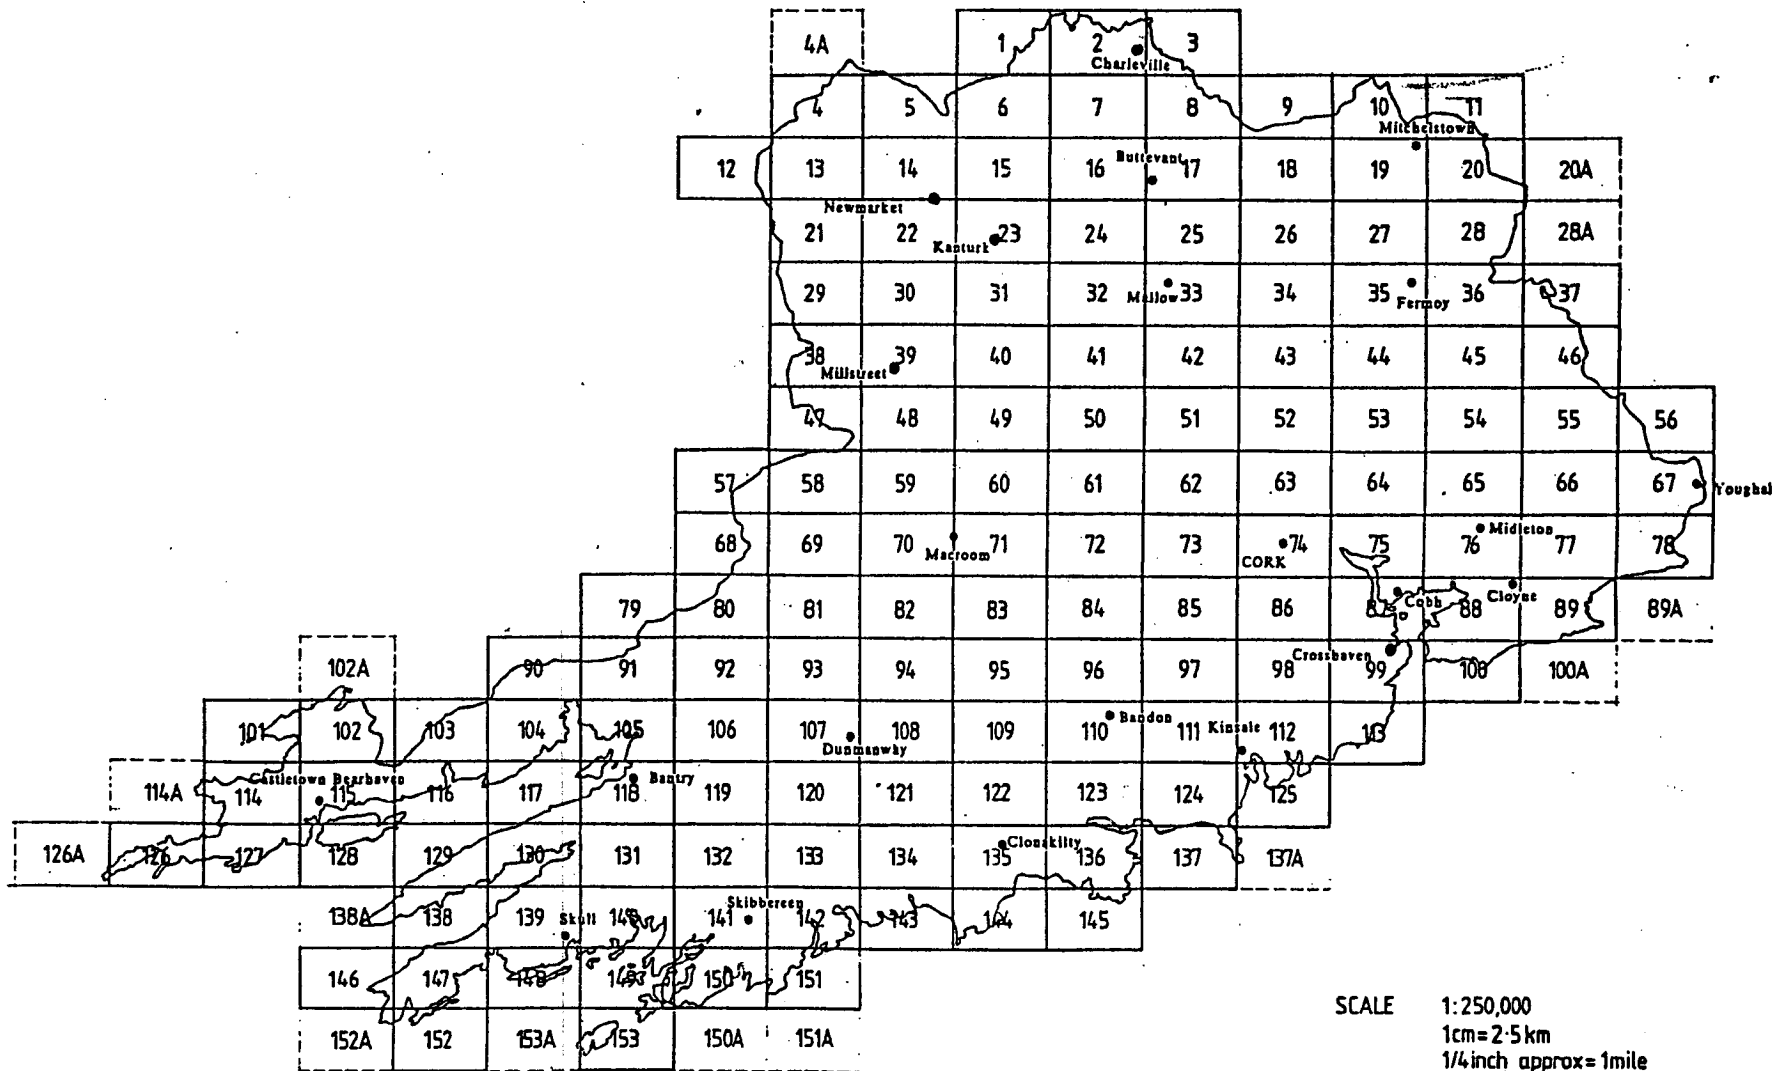 4A 1 2 3
Charleville
4 5 6 7 8 9 10 11
Mitchelstown
12 13 14 15 16 Buttevant 17 18 19 20 20A
Newmarket
21 22 Kanturk 23 24 25 26 27 28 28A
29 30 31 32 Mallow 33 34 35 Fermoy 36 37
38 39 40 41 42 43 44 45 46
Millstreet
47 48 49 50 51 52 53 54 55 56
57 58 59 60 61 62 63 64 65 66 67 Youghal
Midleton
68 69 70 71 72 73 74 75 76 77 78
Macroom
CORK
79 80 81 82 83 84 85 86 87 Cobh 88 Cloyne 89 89A
Crosshaven
102A 90 91 92 93 94 95 96 97 98 99 100 100A
101 102 103 104 105 106 107 108 109 110 Bandon 111 Kinsale 112 113
Dunmanway
Castletown Bearhaven
Bantry
114A 114 115 116 117 118 119 120 121 122 123 124 125
Clonakilty
126A 126 127 128 129 130 131 132 133 134 135 136 137 137A
Skibbereen
138A 138 139 Skull 140 141 142 143 144 145
146 147 148 149 150 151
152A 152 153A 153 150A 151A
SCALE 1:250,000
1cm=2·5km
1/4inch approx=1mile